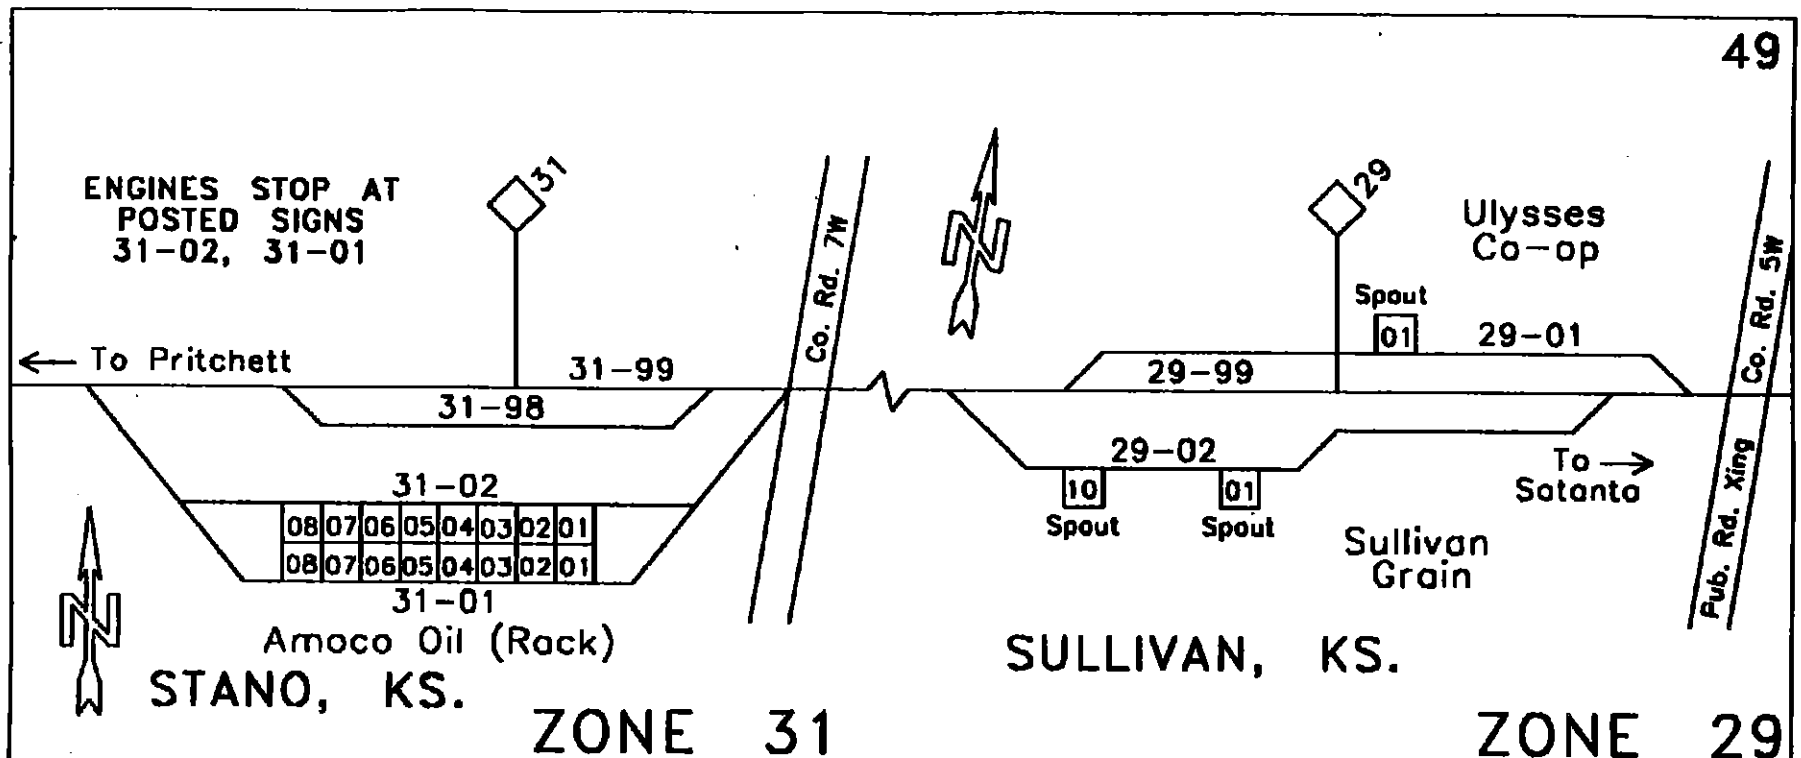 49
ENGINES STOP AT
POSTED SIGNS
31-02, 31-01
31
← To Pritchett
31-99
31-98
31-02
08 07 06 05 04 03 02 01
08 07 06 05 04 03 02 01
31-01
Amoco Oil (Rack)
N
STANO, KS.
ZONE 31
Co. Rd. 7W
N
29
Ulysses
Co-op
Spout
01
29-01
29-99
29-02
10
Spout
01
Spout
To →
Satanta
Sullivan
Grain
Co. Rd. 5W
Pub. Rd. Xing
SULLIVAN, KS.
ZONE 29